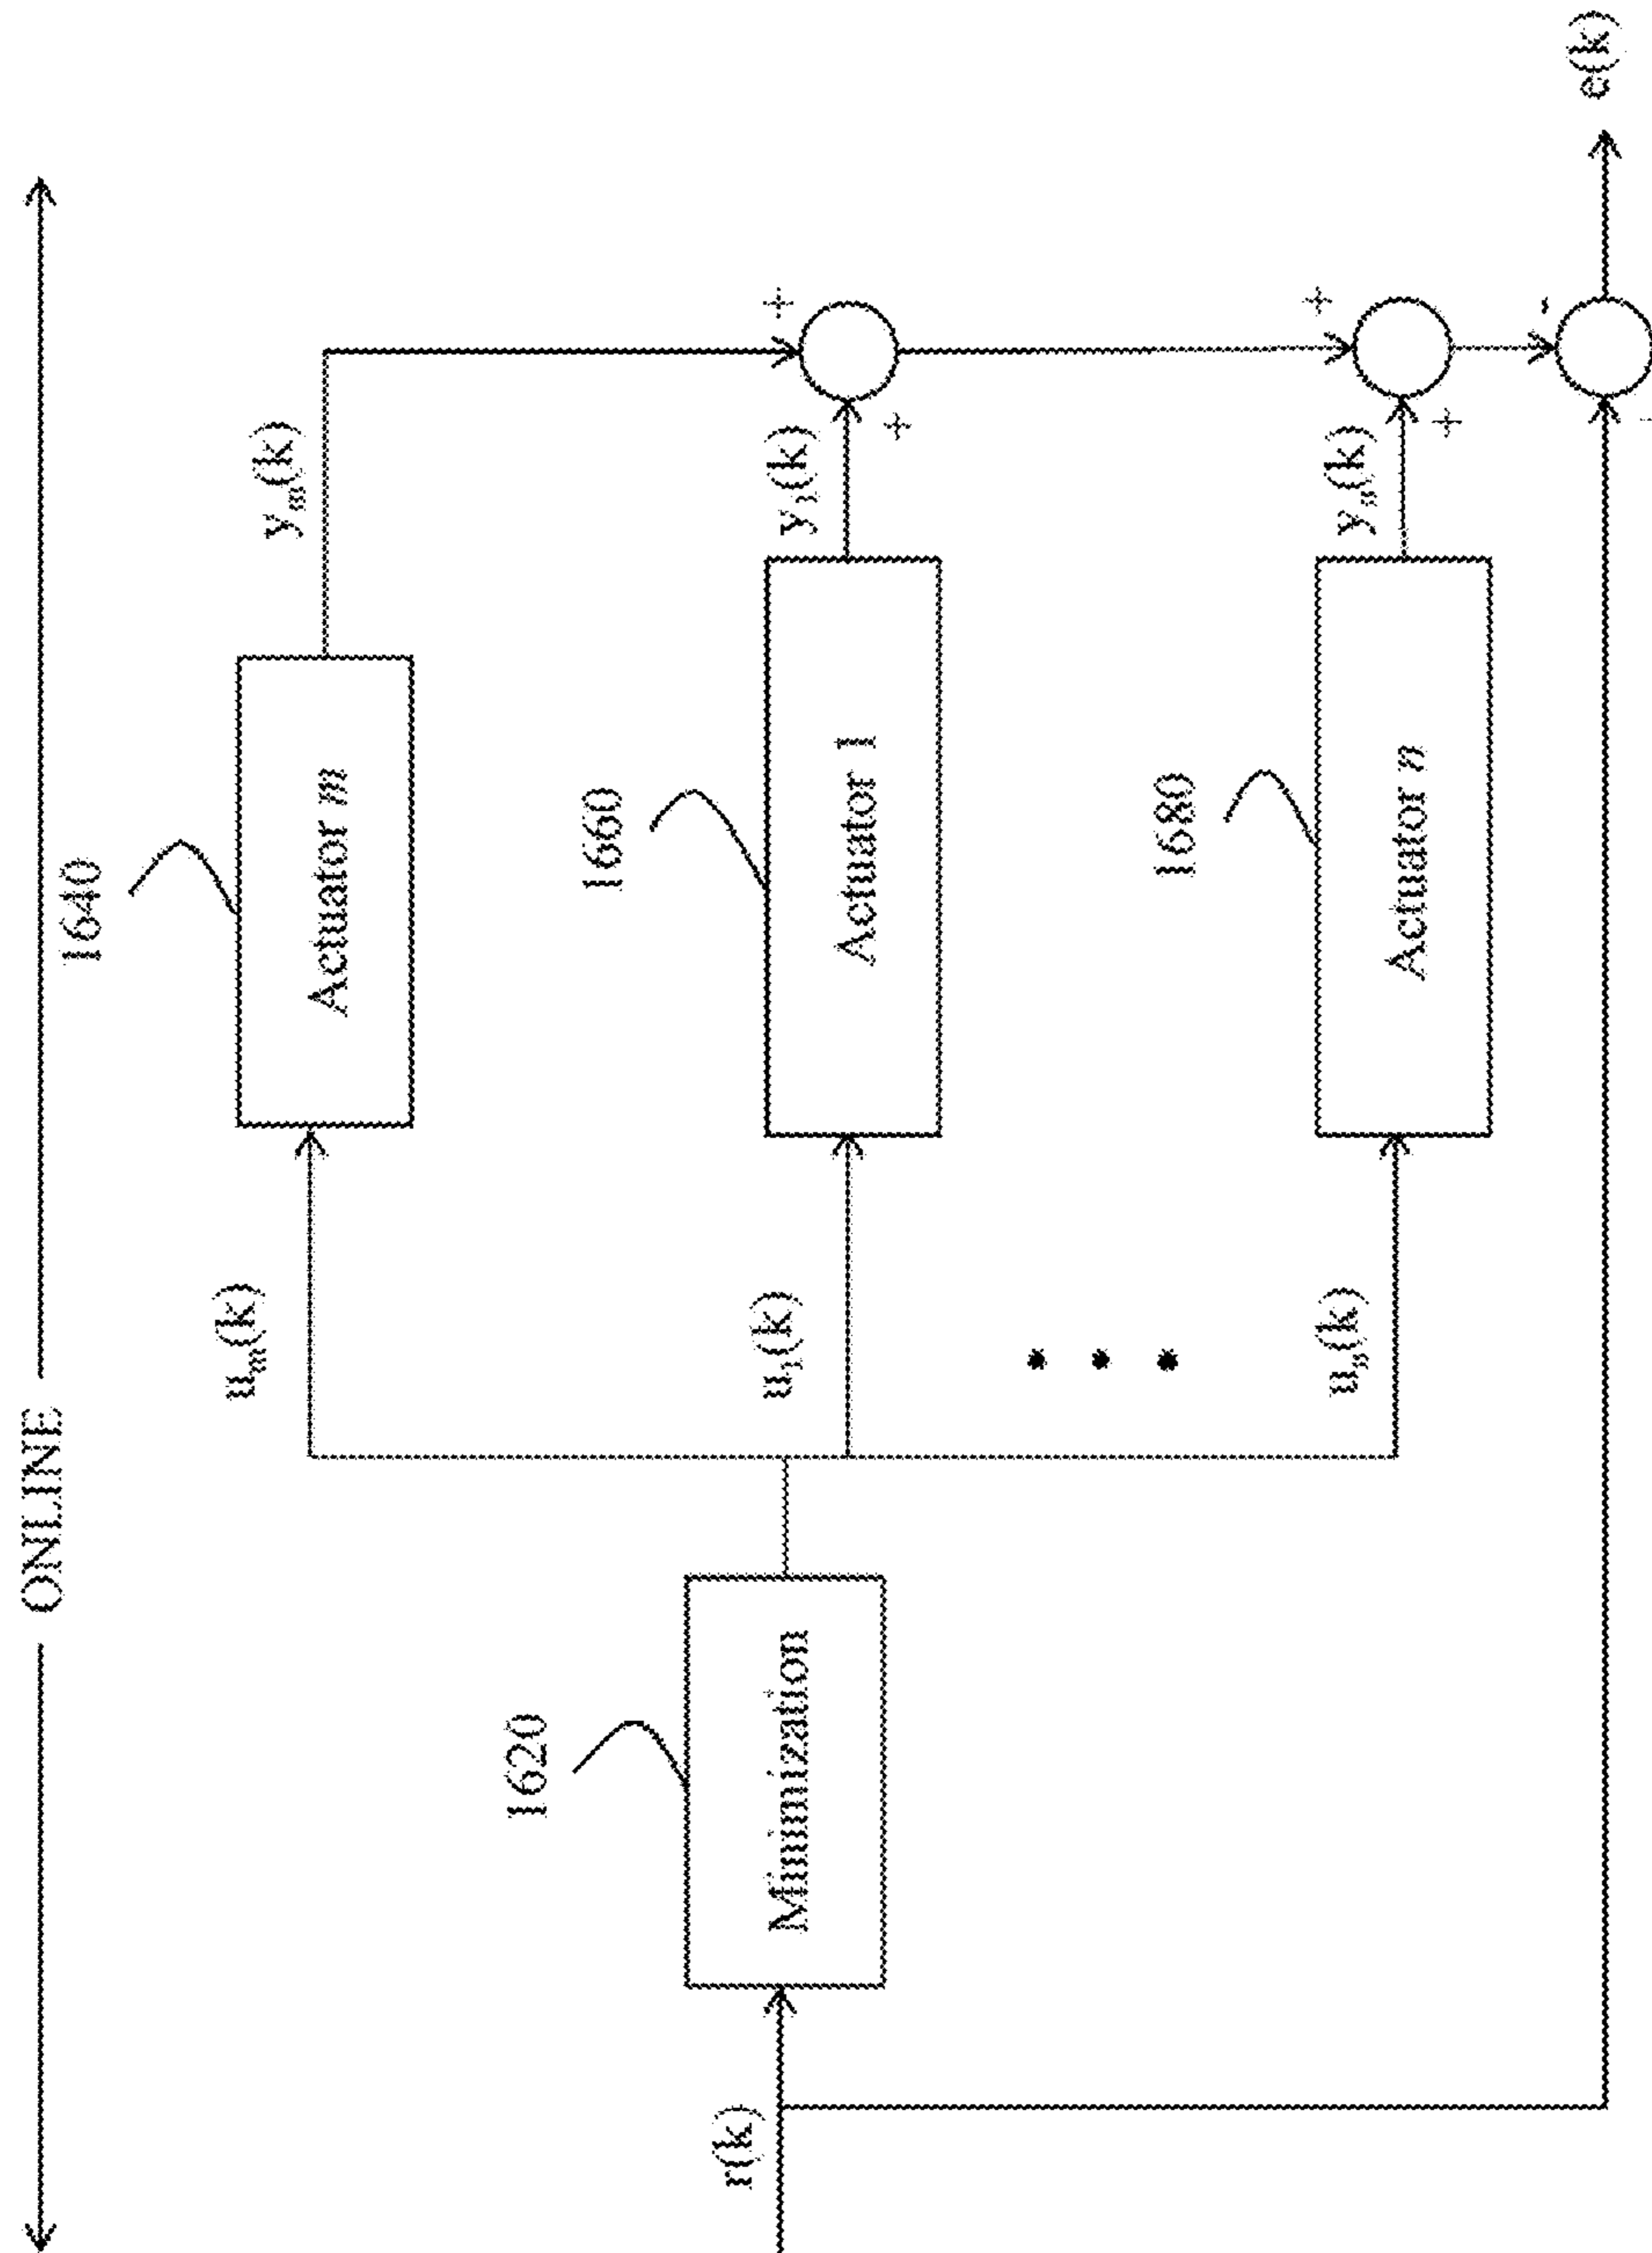 ONLINE
1640
u_m(k)
Actuator m
y_m(k)
+
1620
1660
r(k)
Minimization
u_1(k)
Actuator 1
y_1(k)
+
1680
+
u_n(k)
Actuator n
y_n(k)
+
-
e(k)